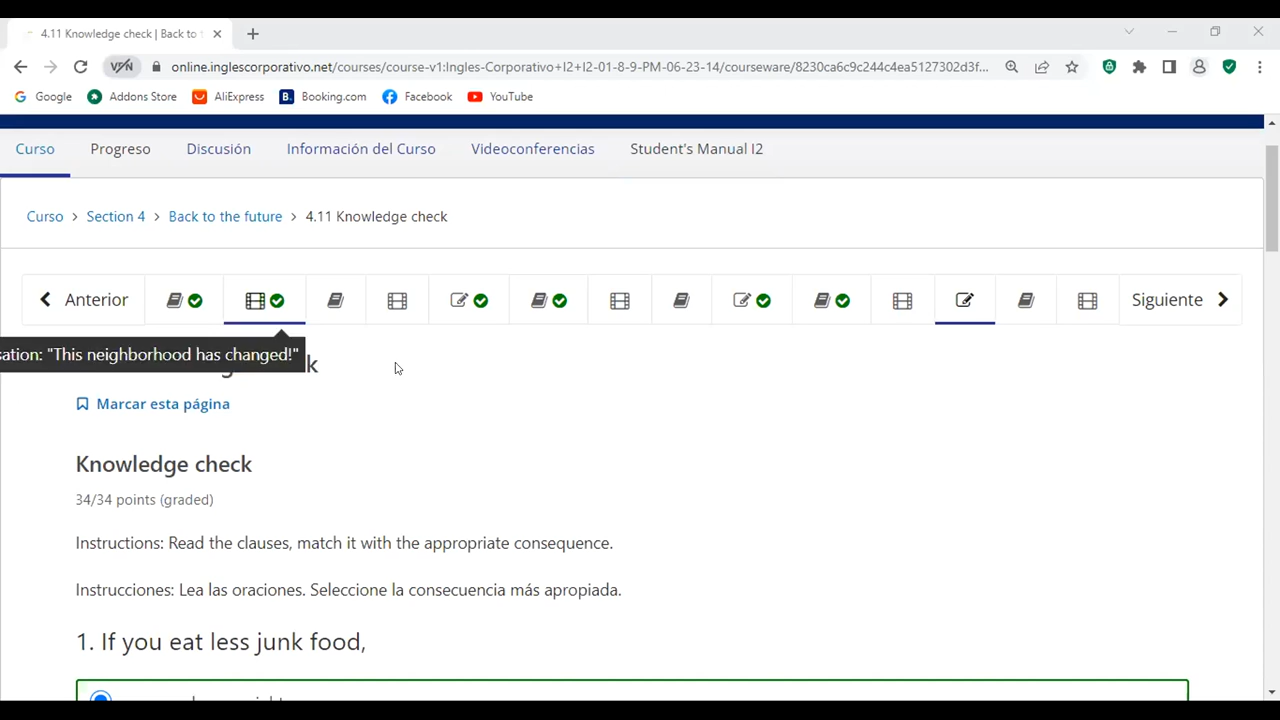 4.11 Knowledge check | Back to
online.inglescorporativo.net/courses/course-v1:Ingles-Corporativo+I2+I2-01-8-9-PM-06-23-14/courseware/8230ca6c9c244c4ea5127302d3f...
Google Addons Store AliExpress Booking.com Facebook YouTube
Curso Progreso Discusión Información del Curso Videoconferencias Student's Manual I2
Curso > Section 4 > Back to the future > 4.11 Knowledge check
Anterior Siguiente
sation: "This neighborhood has changed!"
Marcar esta página
Knowledge check
34/34 points (graded)
Instructions: Read the clauses, match it with the appropriate consequence.
Instrucciones: Lea las oraciones. Seleccione la consecuencia más apropiada.
1. If you eat less junk food,